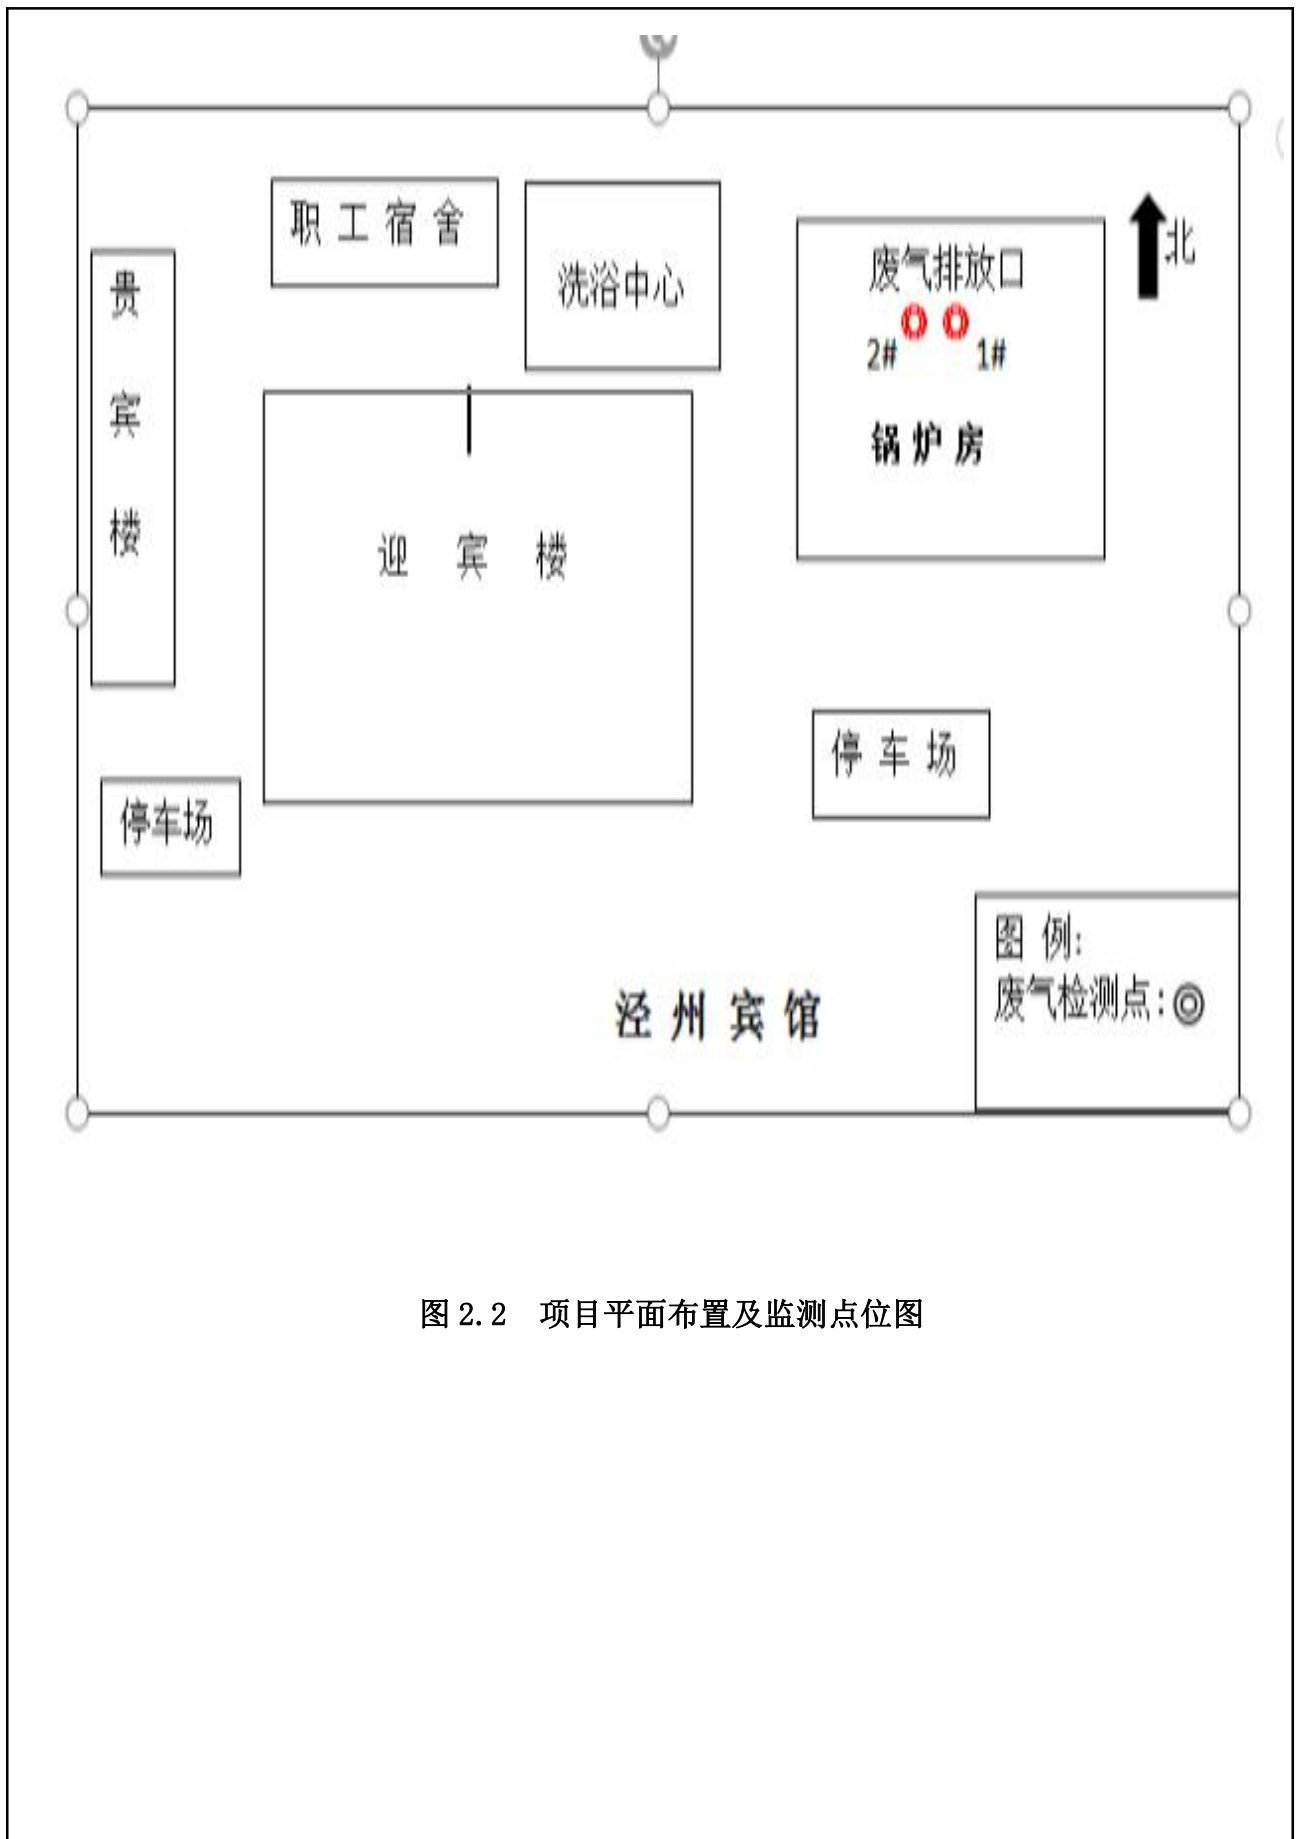 职工宿舍
洗浴中心
北
废气排放口
2#
1#
锅炉房
贵
宾
楼
迎宾楼
停车场
停车场
图例:
废气检测点:
泾州宾馆
图 2.2 项目平面布置及监测点位图